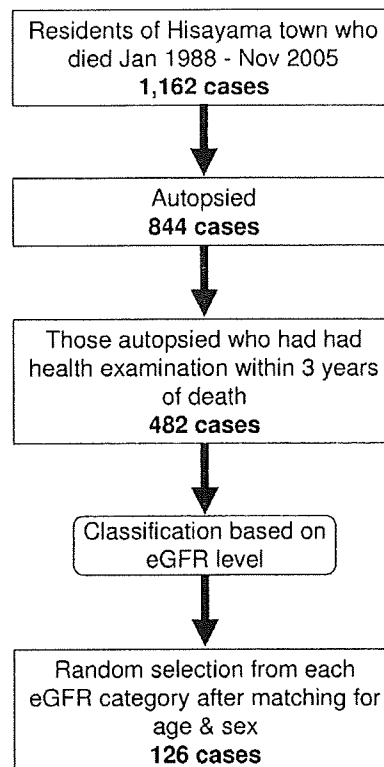 Residents of Hisayama town who
died Jan 1988 - Nov 2005
1,162 cases
Autopsied
844 cases
Those autopsied who had had
health examination within 3 years
of death
482 cases
Classification based on
eGFR level
Random selection from each
eGFR category after matching for
age & sex
126 cases